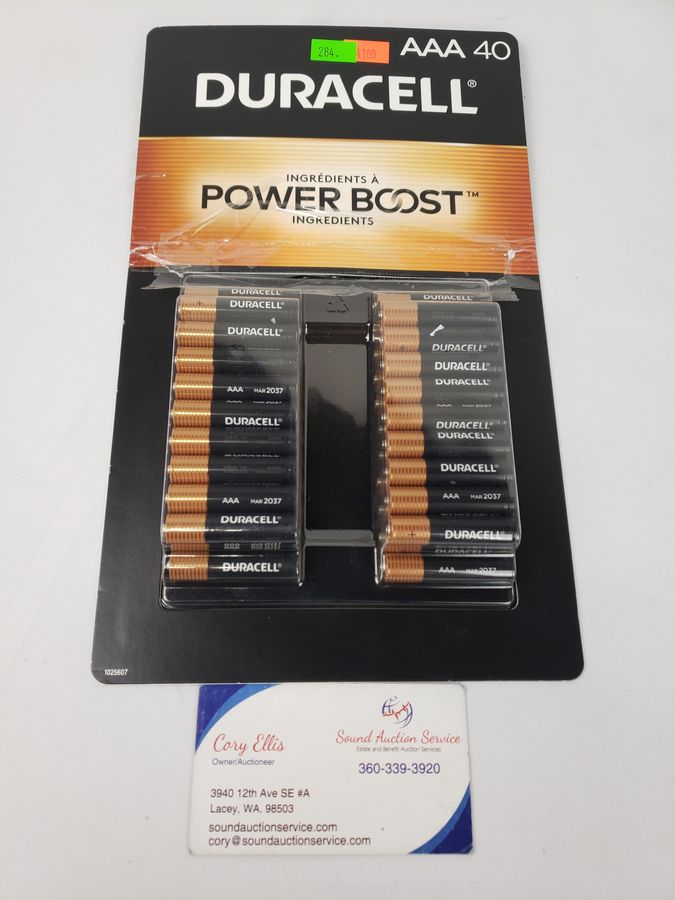 284.
4100
AAA 40
DURACELL®
INGRÉDIENTS À
POWER BOOST™
INGREDIENTS
DURACELL
DURACELL®
DURACELL®
AAA MAR 2037
DURACELL®
AAA MAR 2037
DURACELL®
DURACELL®
DURACELL
DURACELL®
DURACELL®
DURACELL®
DURACELL®
DURACELL®
DURACELL®
AAA MAR 2037
DURACELL®
AAA MAR 2037
1025607
Cory Ellis
Owner/Auctioneer
Sound Auction Service
Estate and Benefit Auction Services
360-339-3920
3940 12th Ave SE #A
Lacey, WA. 98503
soundauctionservice.com
cory@soundauctionservice.com